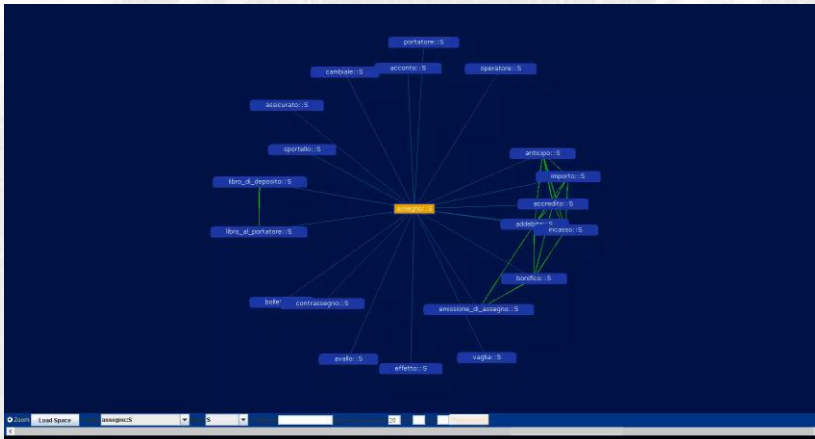 portatore::S
cambiale::S
acconto::S
operatore::S
assicurato::S
sportello::S
anticipo::S
importo::S
libro_di_deposito::S
accredito::S
assegno::S
libro_al_portatore::S
incasso::S
bonifico::S
contrassegno::S
emissione_di_assegno::S
avallo::S
effetto::S
vaglia::S
Zoom Load Space assegno:S S 20